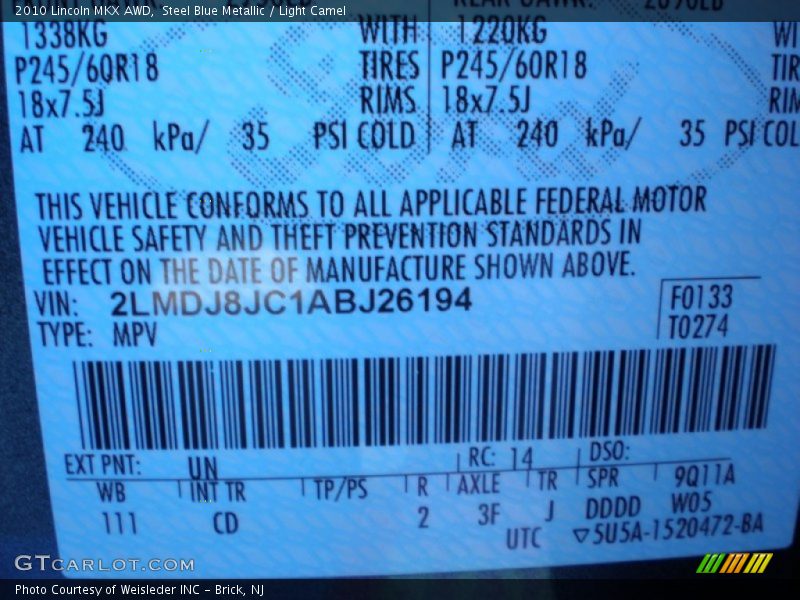 2010 Lincoln MKX AWD, Steel Blue Metallic / Light Camel
1338KG WITH 1220KG
P245/60R18 TIRES P245/60R18
18x7.5J RIMS 18x7.5J
AT 240 kPa/ 35 PSI COLD AT 240 kPa/ 35 PSI
THIS VEHICLE CONFORMS TO ALL APPLICABLE FEDERAL MOTOR
VEHICLE SAFETY AND THEFT PREVENTION STANDARDS IN
EFFECT ON THE DATE OF MANUFACTURE SHOWN ABOVE.
VIN: 2LMDJ8JC1ABJ26194 F0133
TYPE: MPV T0274
EXT PNT: UN RC: 14 DSO:
WB INT TR TP/PS R AXLE TR SPR 9Q11A
111 CD 2 3F J DDDD W05
UTC ▽5U5A-1520472-BA
GTCarLot.com
Photo Courtesy of Weisleder INC – Brick, NJ